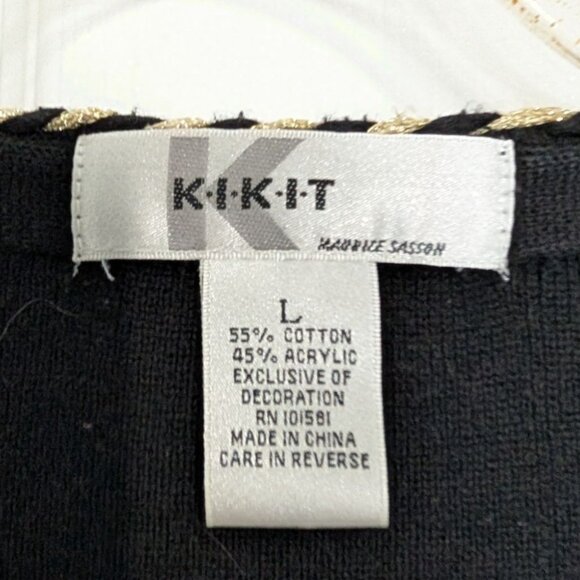 K·I·K·I·T
MAURICE SASSON
L
55% COTTON
45% ACRYLIC
EXCLUSIVE OF
DECORATION
RN 101581
MADE IN CHINA
CARE IN REVERSE